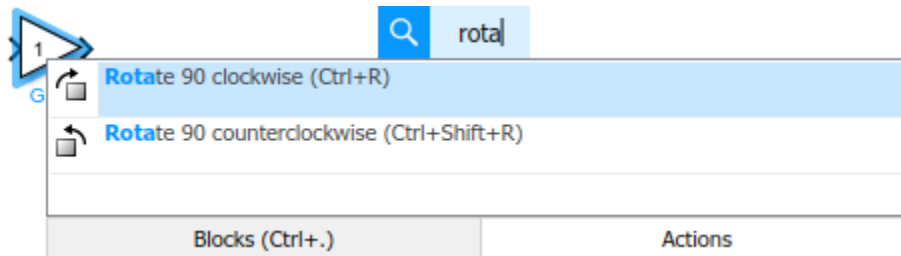 rota
1
Rotate 90 clockwise (Ctrl+R)
G
Rotate 90 counterclockwise (Ctrl+Shift+R)
Blocks (Ctrl+.) Actions